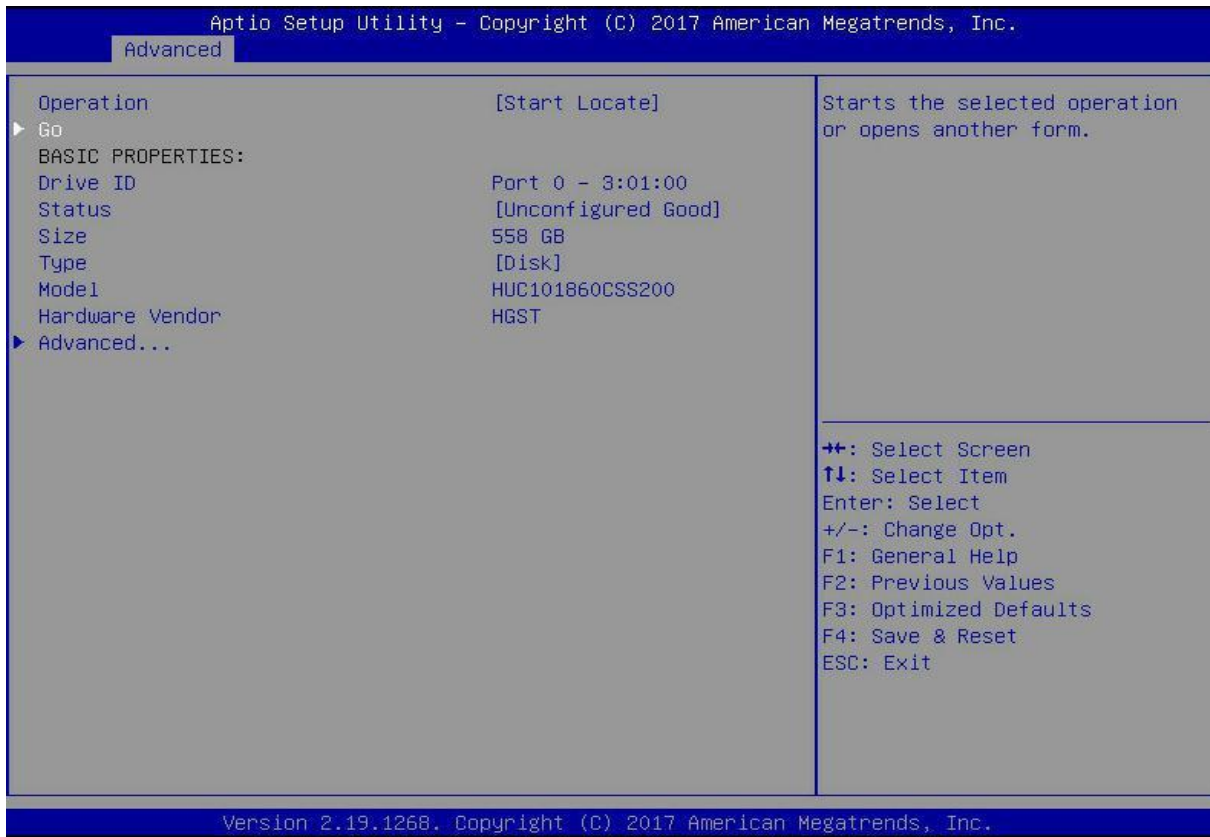 Aptio Setup Utility – Copyright (C) 2017 American Megatrends, Inc.
Advanced
Operation [Start Locate]
▶ Go
BASIC PROPERTIES:
Drive ID Port 0 - 3:01:00
Status [Unconfigured Good]
Size 558 GB
Type [Disk]
Model HUC101860CSS200
Hardware Vendor HGST
▶ Advanced...
Starts the selected operation
or opens another form.
→←: Select Screen
↑↓: Select Item
Enter: Select
+/-: Change Opt.
F1: General Help
F2: Previous Values
F3: Optimized Defaults
F4: Save & Reset
ESC: Exit
Version 2.19.1268. Copyright (C) 2017 American Megatrends, Inc.